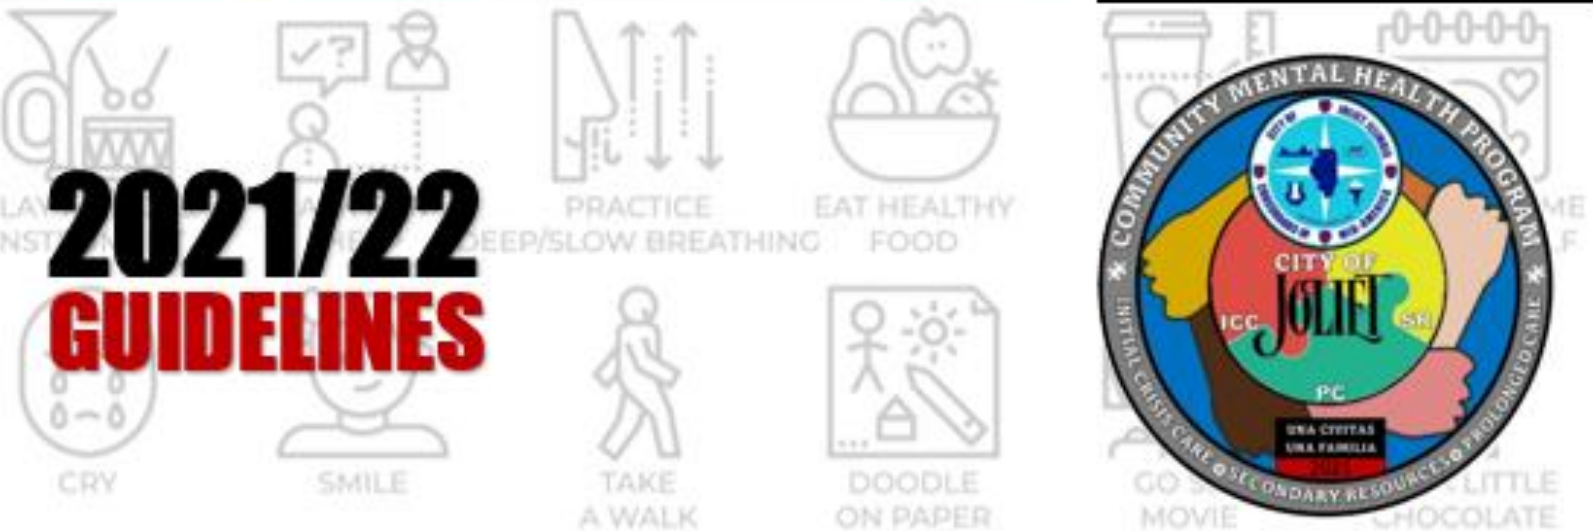 PRACTICE
DEEP/SLOW BREATHING
EAT HEALTHY
FOOD
2021/22
GUIDELINES
CRY
SMILE
TAKE
A WALK
DOODLE
ON PAPER
GO
MOVIE
LITTLE
CHOCOLATE
COMMUNITY MENTAL HEALTH PROGRAM
CITY OF
JOLIET
ICC
SR
PC
UNA CIVITAS
UNA FAMILIA
2021
INITIAL CRISIS CARE SECONDARY RESOURCES PROLONGED CARE